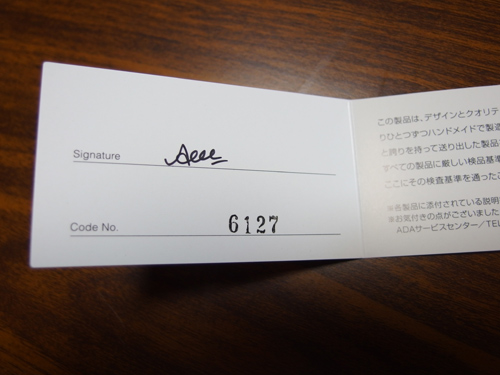 Signature
Code No. 6127
この製品は、デザインとクオリテ
りひとつずつハンドメイドで製造
と誇りを持って送り出した製品
すべての製品に厳しい検品基準
ここにその検査基準を通ったこ
※各製品に添付されている説明
※お気付きの点がございました
ADAサービスセンター／TEL